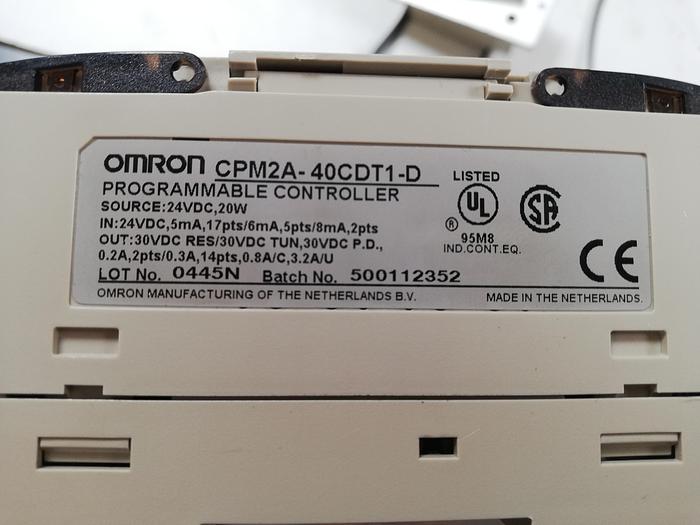 OMRON CPM2A-40CDT1-D
PROGRAMMABLE CONTROLLER
SOURCE:24VDC,20W
IN:24VDC,5mA,17pts/6mA,5pts/8mA,2pts
OUT:30VDC RES/30VDC TUN,30VDC P.D.,
0.2A,2pts/0.3A,14pts,0.8A/C,3.2A/U
LOT No. 0445N Batch No. 500112352
OMRON MANUFACTURING OF THE NETHERLANDS B.V.
LISTED
UL
®
95M8
IND.CONT.EQ.
SA
CE
MADE IN THE NETHERLANDS.